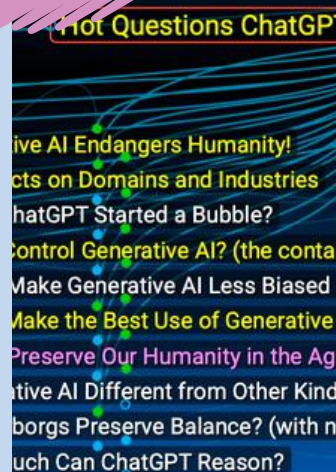 Hot Questions ChatGP
ive AI Endangers Humanity!
cts on Domains and Industries
hatGPT Started a Bubble?
Control Generative AI? (the conta
Make Generative AI Less Biased
Make the Best Use of Generative
Preserve Our Humanity in the Ag
ative AI Different from Other Kind
borgs Preserve Balance? (with n
uch Can ChatGPT Reason?